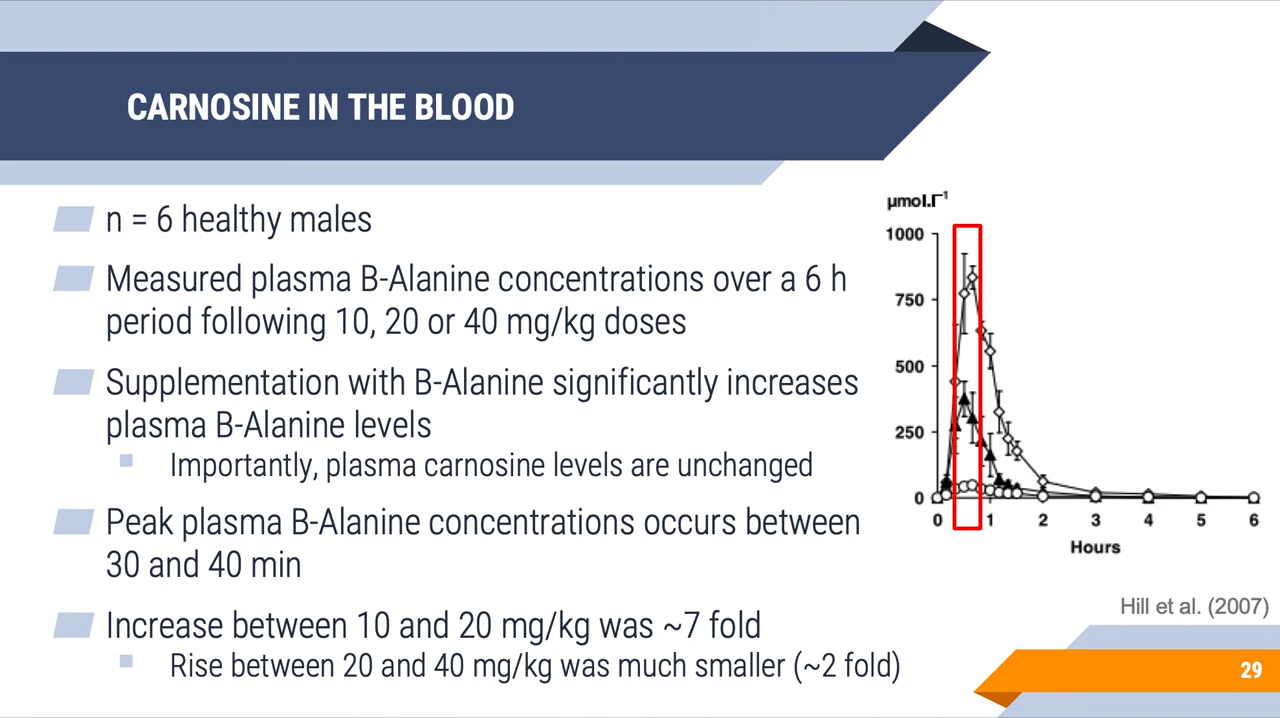 CARNOSINE IN THE BLOOD
n = 6 healthy males
Measured plasma B-Alanine concentrations over a 6 h
period following 10, 20 or 40 mg/kg doses
Supplementation with B-Alanine significantly increases
plasma B-Alanine levels
Importantly, plasma carnosine levels are unchanged
Peak plasma B-Alanine concentrations occurs between
30 and 40 min
Increase between 10 and 20 mg/kg was ~7 fold
Rise between 20 and 40 mg/kg was much smaller (~2 fold)
µmol.l⁻¹
1000
750
500
250
0
0 1 2 3 4 5 6
Hours
Hill et al. (2007)
29